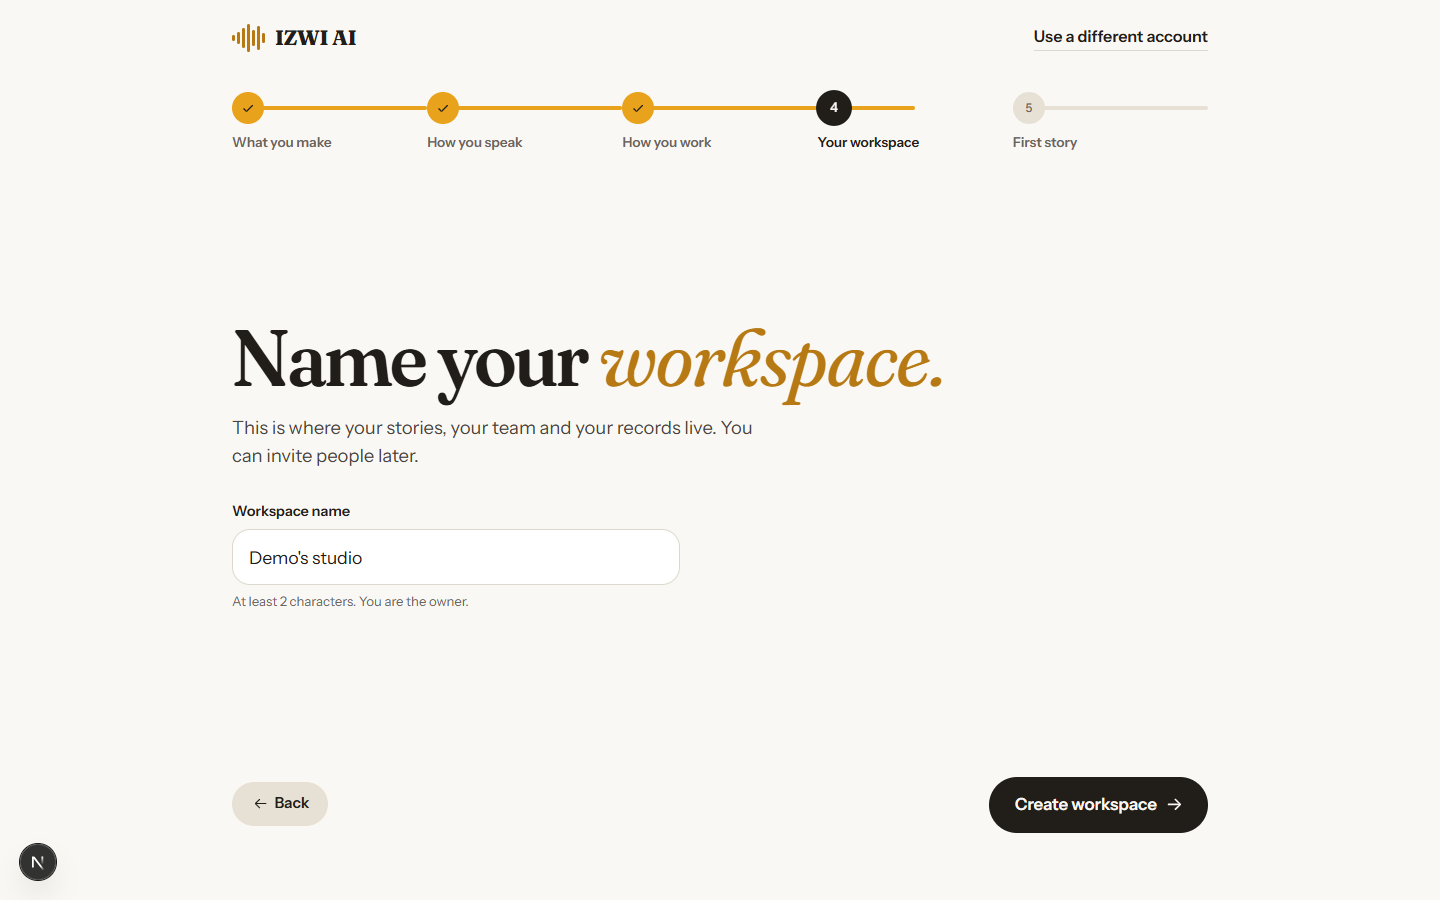 IZWI AI
Use a different account
4
5
What you make
How you speak
How you work
Your workspace
First story
Name your workspace.
This is where your stories, your team and your records live. You
can invite people later.
Workspace name
Demo's studio
At least 2 characters. You are the owner.
← Back
Create workspace →
N